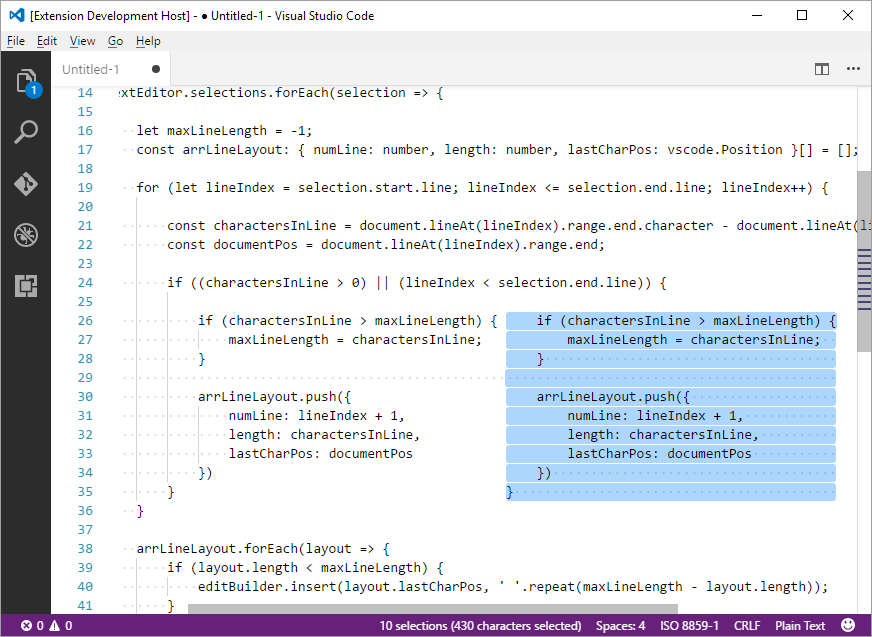 [Extension Development Host] - ● Untitled-1 - Visual Studio Code
File Edit View Go Help
Untitled-1 ●
1
14 extEditor.selections.forEach(selection => {
15
16 let maxLineLength = -1;
17 const arrLineLayout: { numLine: number, length: number, lastCharPos: vscode.Position }[] = [];
18
19 for (let lineIndex = selection.start.line; lineIndex <= selection.end.line; lineIndex++) {
20
21 const charactersInLine = document.lineAt(lineIndex).range.end.character - document.lineAt(li
22 const documentPos = document.lineAt(lineIndex).range.end;
23
24 if ((charactersInLine > 0) || (lineIndex < selection.end.line)) {
25
26 if (charactersInLine > maxLineLength) { if (charactersInLine > maxLineLength) {
27 maxLineLength = charactersInLine; maxLineLength = charactersInLine;
28 } }
29
30 arrLineLayout.push({ arrLineLayout.push({
31 numLine: lineIndex + 1, numLine: lineIndex + 1,
32 length: charactersInLine, length: charactersInLine,
33 lastCharPos: documentPos lastCharPos: documentPos
34 }) })
35 } }
36 }
37
38 arrLineLayout.forEach(layout => {
39 if (layout.length < maxLineLength) {
40 editBuilder.insert(layout.lastCharPos, ' '.repeat(maxLineLength - layout.length));
41 }
0 0 10 selections (430 characters selected) Spaces: 4 ISO 8859-1 CRLF Plain Text